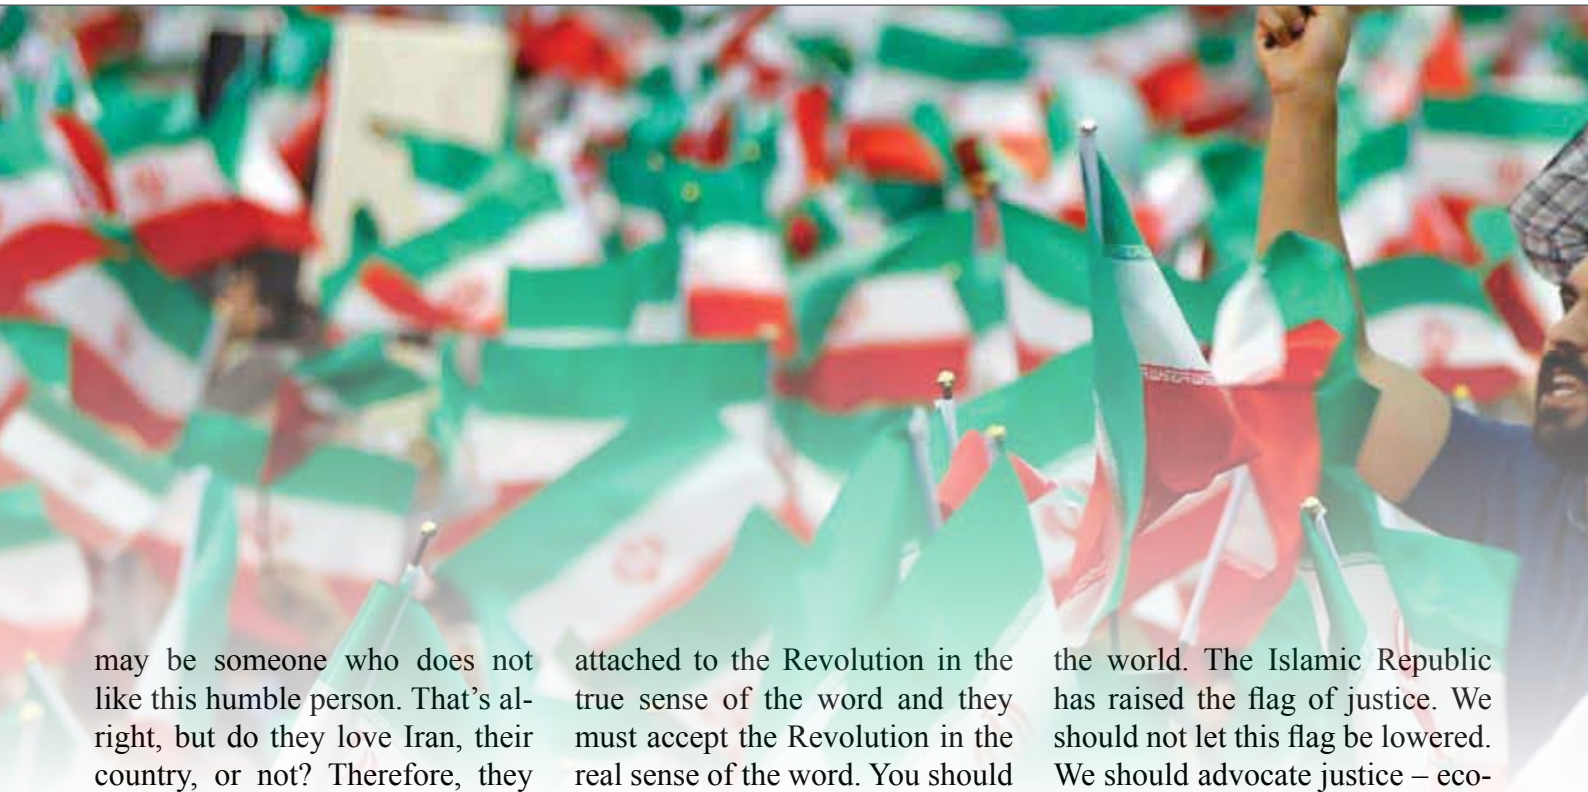 may be someone who does not
like this humble person. That's al-
right, but do they love Iran, their
country, or not? Therefore, they
attached to the Revolution in the
true sense of the word and they
must accept the Revolution in the
real sense of the word. You should
the world. The Islamic Republic
has raised the flag of justice. We
should not let this flag be lowered.
We should advocate justice – eco-